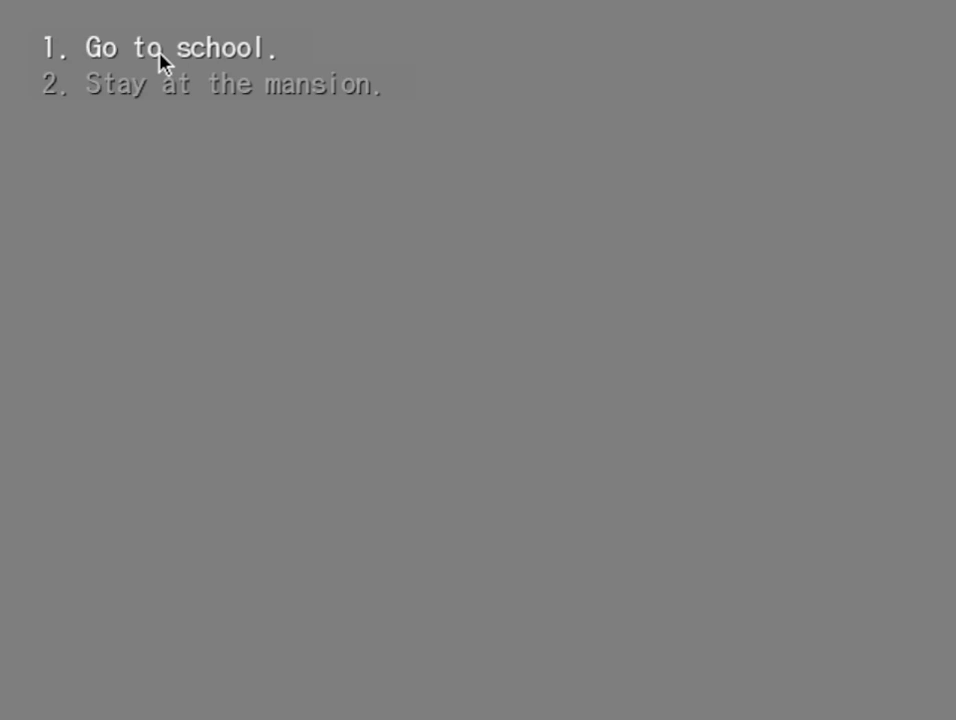 1. Go to school.
2. Stay at the mansion.